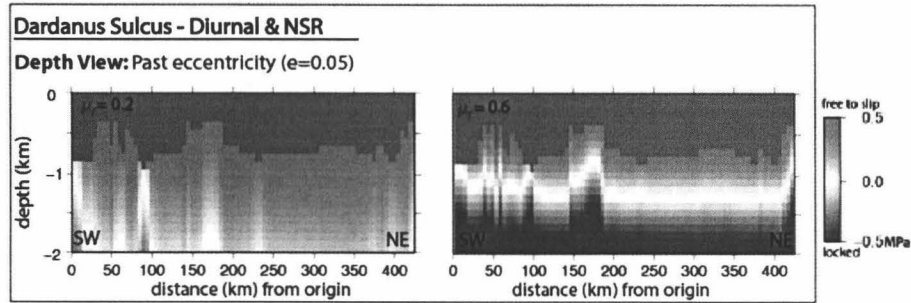 Dardanus Sulcus - Diurnal & NSR
Depth View: Past eccentricity (e=0.05)
μf = 0.2
μf = 0.6
free to slip
0
-1
-2
depth (km)
0.5
0.0
-0.5 MPa
locked
SW
NE
SW
NE
0 50 100 150 200 250 300 350 400
0 50 100 150 200 250 300 350 400
distance (km) from origin
distance (km) from origin